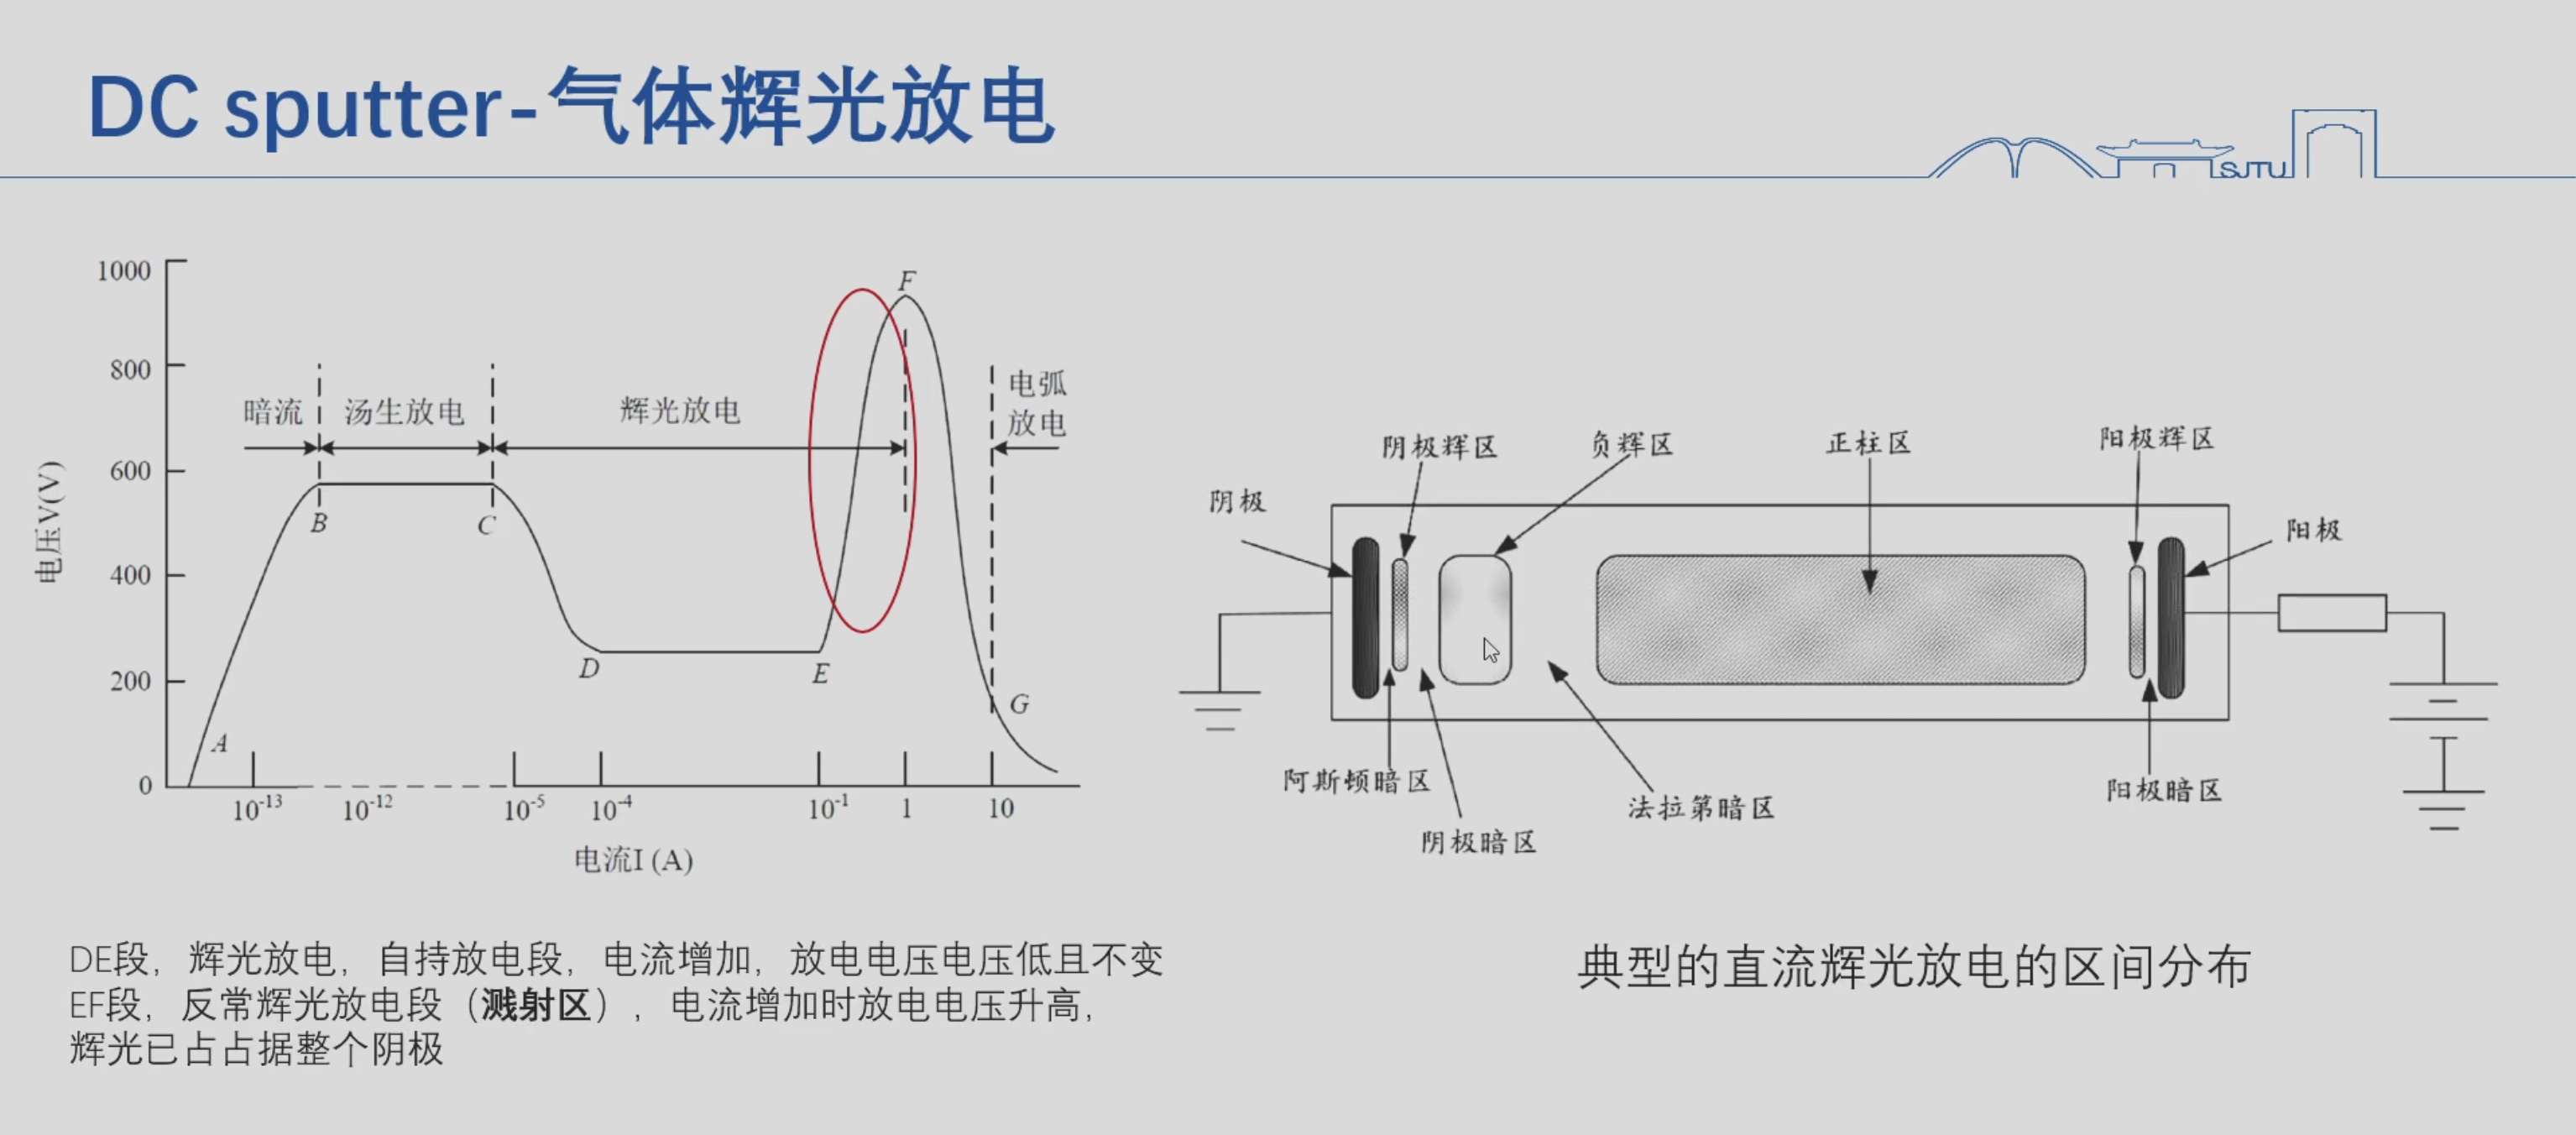 DC sputter-气体辉光放电
SJTU
1000
800
600
400
200
0
电压V(V)
暗流
汤生放电
辉光放电
电弧
放电
A
B
C
D
E
F
G
10-13
10-12
10-5
10-4
10-1
1
10
电流I (A)
阴极
阴极辉区
负辉区
正柱区
阳极辉区
阳极
阿斯顿暗区
阴极暗区
法拉第暗区
阳极暗区
DE段，辉光放电，自持放电段，电流增加，放电电压电压低且不变
EF段，反常辉光放电段（溅射区），电流增加时放电电压升高，
辉光已占占据整个阴极
典型的直流辉光放电的区间分布